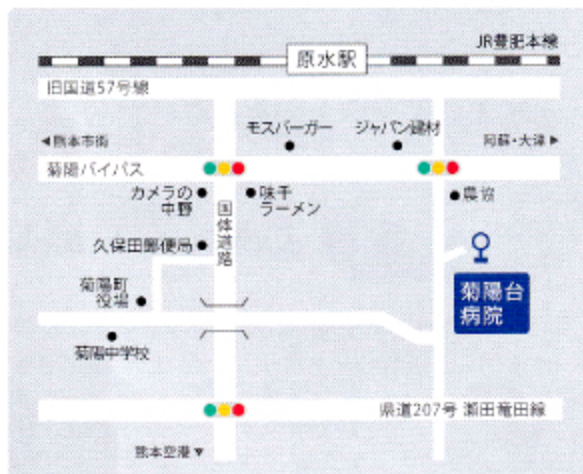 JR豊肥本線
原水駅
旧国道57号線
モスバーガー
ジャパン建材
◀熊本市街
阿蘇・大津▶
菊陽バイパス
カメラの
中野
味千
ラーメン
農協
国体道路
久保田郵便局
菊陽町
役場
菊陽台
病院
菊陽中学校
県道207号 瀬田竜田線
熊本空港▼